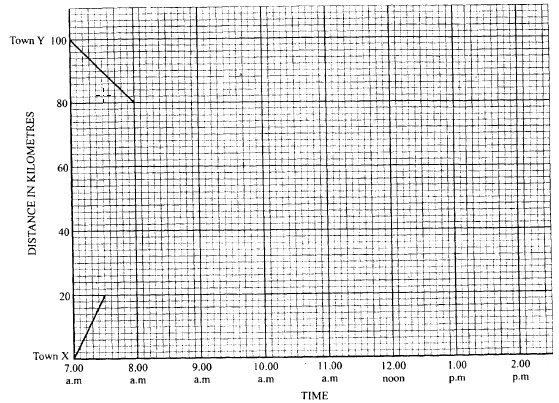 Town Y 100
80
60
40
20
Town X
DISTANCE IN KILOMETRES
7.00 8.00 9.00 10.00 11.00 12.00 1.00 2.00
a.m a.m a.m a.m a.m noon p.m p.m
TIME